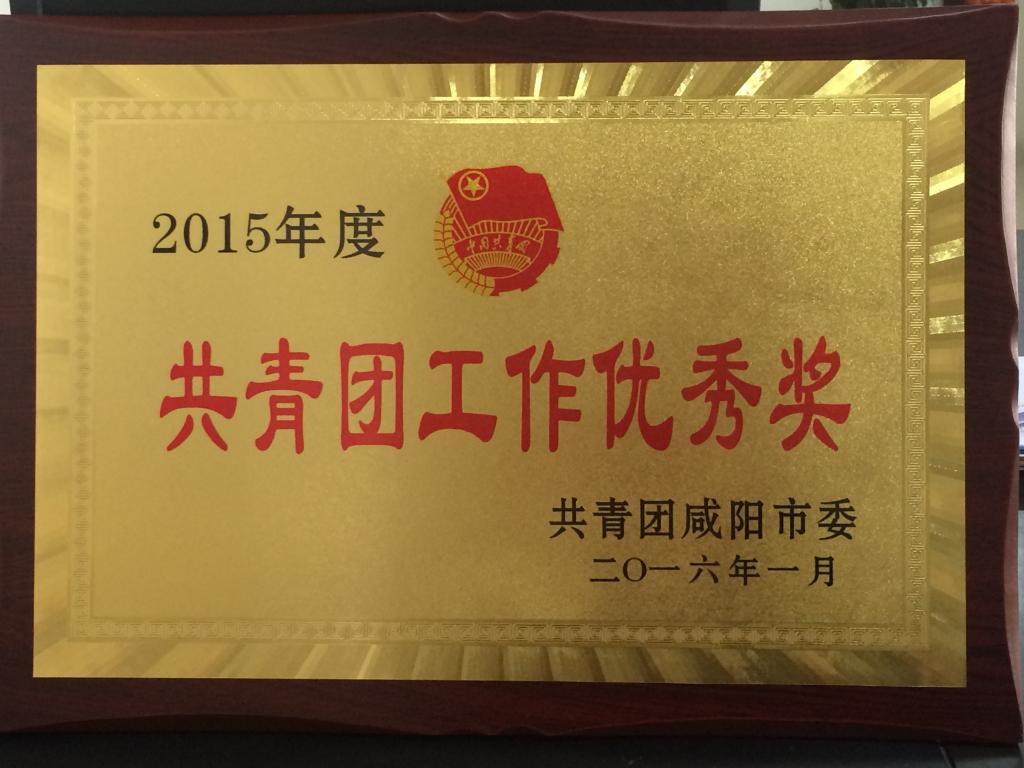 2015年度
中国共青团
共青团工作优秀奖
共青团咸阳市委
二〇一六年一月